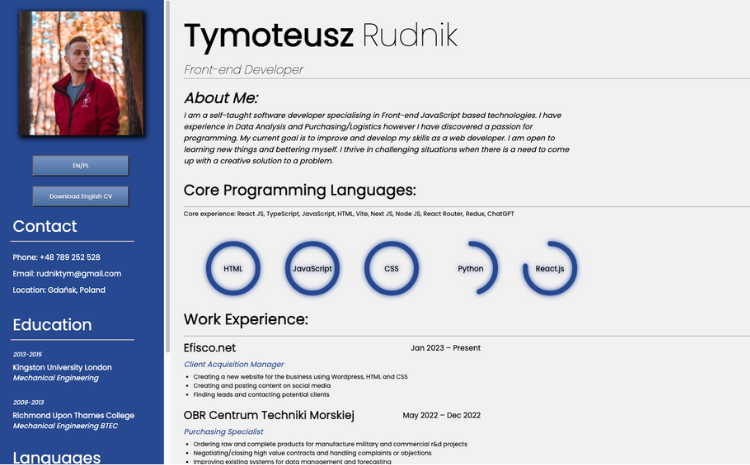 EN/PL
Download English CV
Contact
Phone: +48 789 252 528
Email: rudniktym@gmail.com
Location: Gdańsk, Poland
Education
2013-2015
Kingston University London
Mechanical Engineering
2009-2013
Richmond Upon Thames College
Mechanical Engineering BTEC
Languages
Tymoteusz Rudnik
Front-end Developer
About Me:
I am a self-taught software developer specialising in Front-end JavaScript based technologies. I have
experience in Data Analysis and Purchasing/Logistics however I have discovered a passion for
programming. My current goal is to improve and develop my skills as a web developer. I am open to
learning new things and bettering myself. I thrive in challenging situations when there is a need to come
up with a creative solution to a problem.
Core Programming Languages:
Core experience: React JS, TypeScript, JavaScript, HTML, Vite, Next JS, Node JS, React Router, Redux, ChatGPT
HTML
JavaScript
CSS
Python
React.js
Work Experience:
Efisco.net Jan 2023 – Present
Client Acquisition Manager
Creating a new website for the business using Wordpress, HTML and CSS
Creating and posting content on social media
Finding leads and contacting potential clients
OBR Centrum Techniki Morskiej May 2022 – Dec 2022
Purchasing Specialist
Ordering raw and complete products for manufacture military and commercial r&d projects
Negotiating/closing high value contracts and handling complaints or objections
Improving existing systems for data management and forecasting